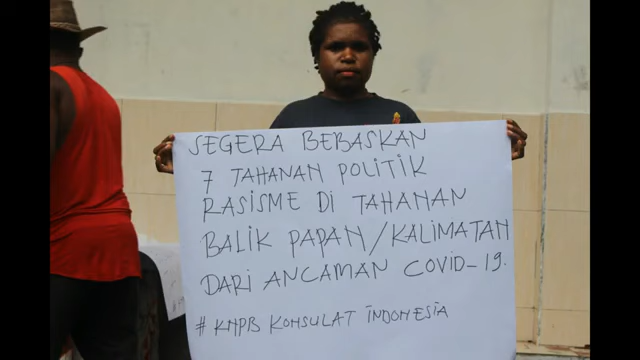 SEGERA BEBASKAN
7 TAHANAN POLITIK
RASISME DI TAHANAN
BALIK PAPAN/KALIMATAN
DARI ANCAMAN COVID-19.
# KNPB KONSULAT INDONESIA